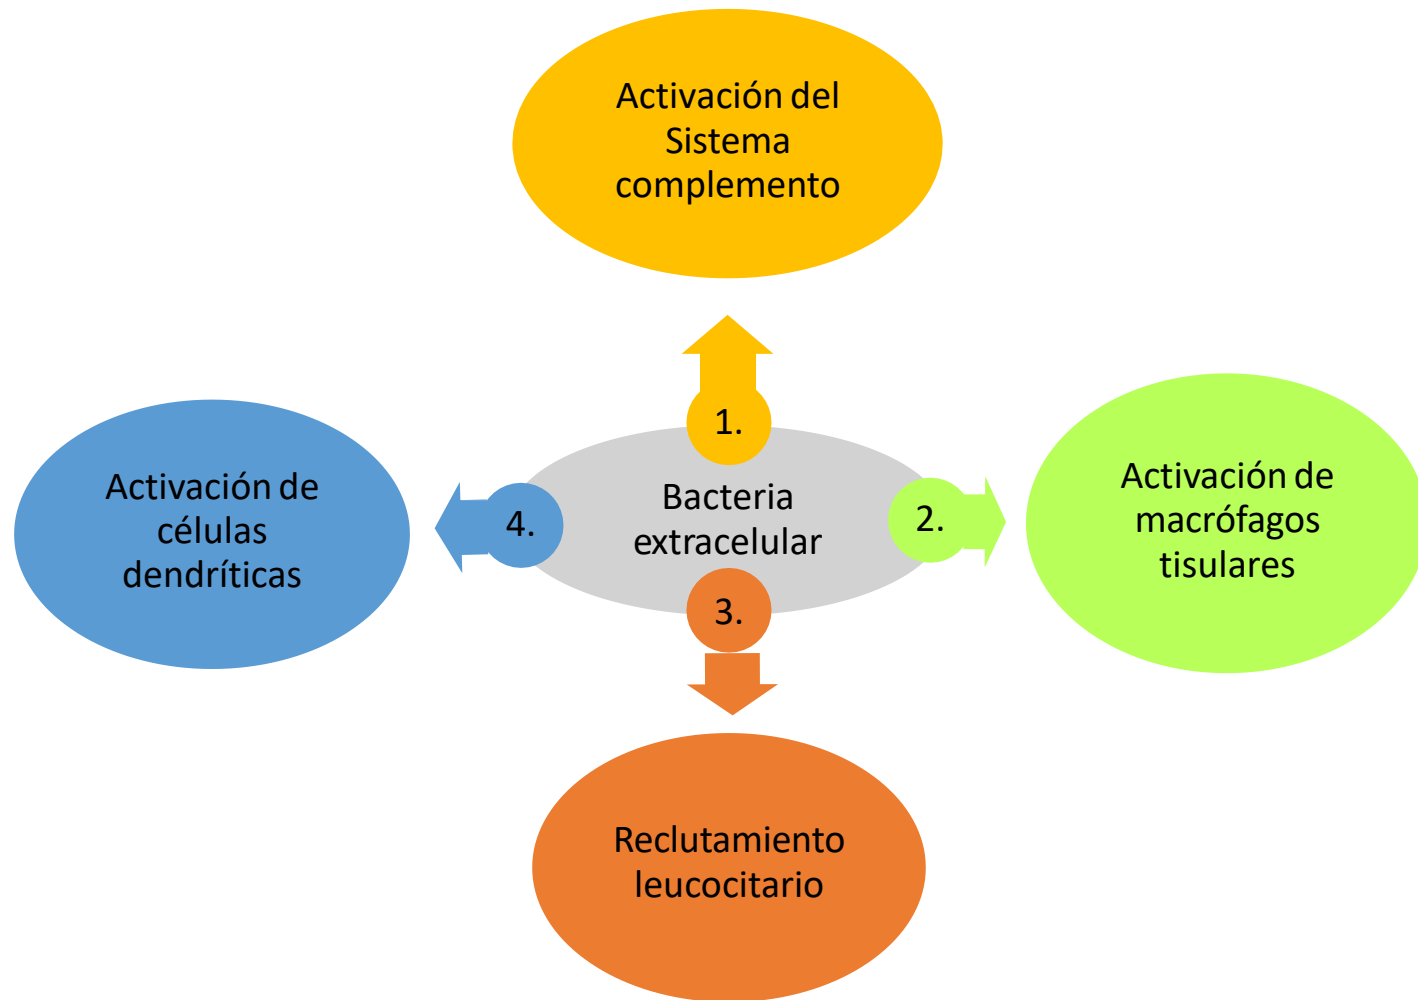 Activación del
Sistema
complemento
1.
Bacteria
extracelular
2.
Activación de
macrófagos
tisulares
3.
Reclutamiento
leucocitario
4.
Activación de
células
dendríticas